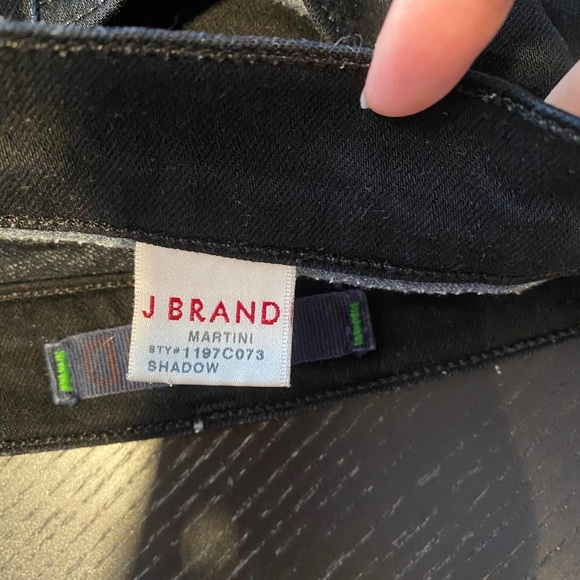 J BRAND
MARTINI
STY#1197C073
SHADOW